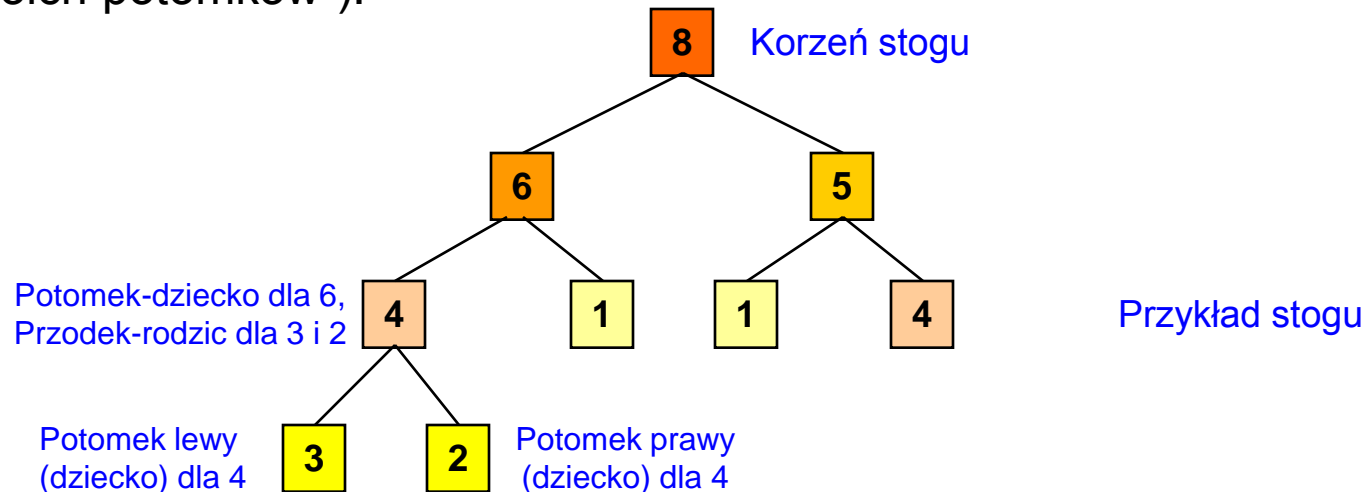 potomków ).
8 Korzeń stogu
6 5
Potomek-dziecko dla 6,
Przodek-rodzic dla 3 i 2
4 1 1 4 Przykład stogu
Potomek lewy
(dziecko) dla 4
3 2
Potomek prawy
(dziecko) dla 4